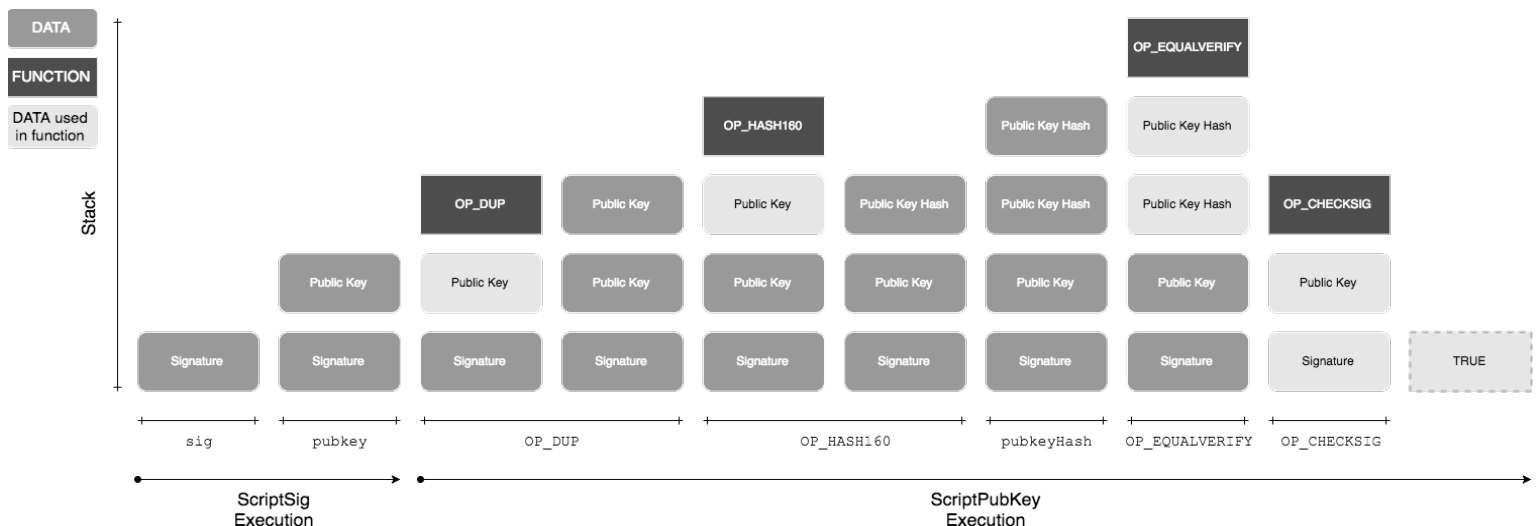 DATA
FUNCTION
DATA used
in function
Stack
OP_EQUALVERIFY
OP_HASH160
Public Key Hash
Public Key Hash
OP_DUP
Public Key
Public Key
Public Key Hash
Public Key Hash
Public Key Hash
OP_CHECKSIG
Public Key
Public Key
Public Key
Public Key
Public Key
Public Key
Public Key
Public Key
Signature
Signature
Signature
Signature
Signature
Signature
Signature
Signature
Signature
TRUE
sig
pubkey
OP_DUP
OP_HASH160
pubkeyHash
OP_EQUALVERIFY
OP_CHECKSIG
ScriptSig
Execution
ScriptPubKey
Execution